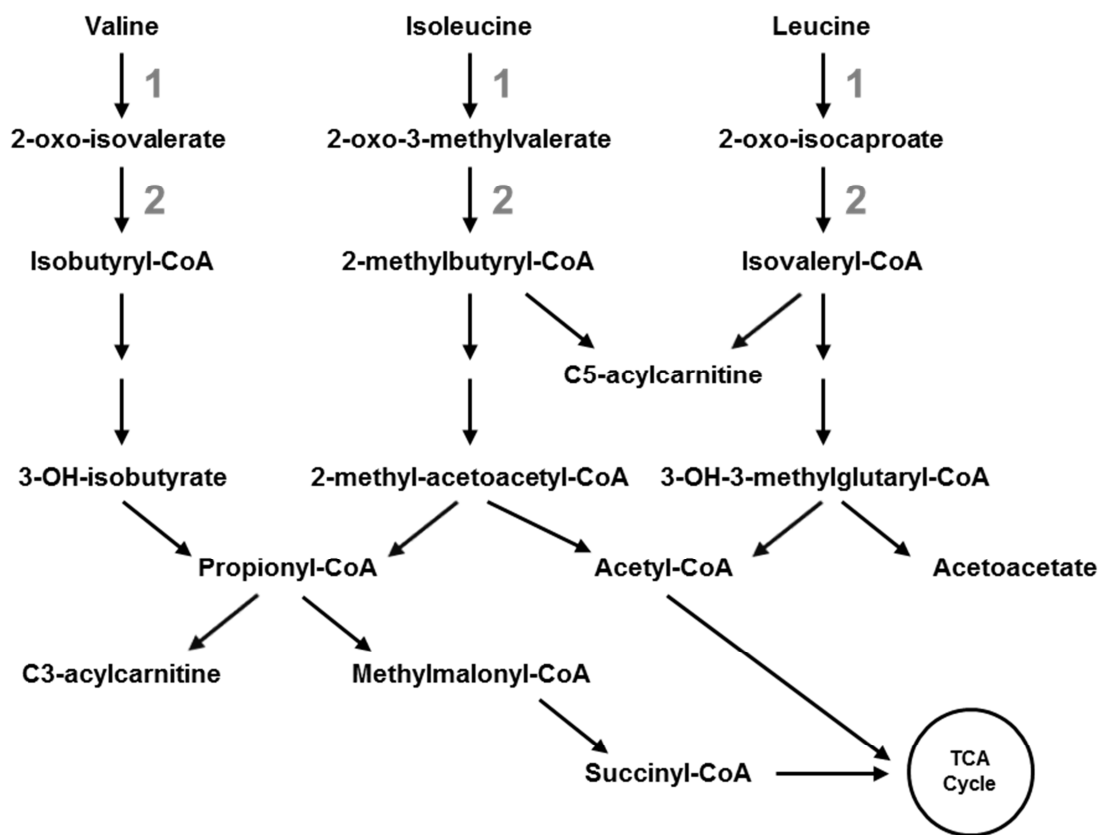 Valine Isoleucine Leucine
1 1 1
2-oxo-isovalerate 2-oxo-3-methylvalerate 2-oxo-isocaproate
2 2 2
Isobutyryl-CoA 2-methylbutyryl-CoA Isovaleryl-CoA
C5-acylcarnitine
3-OH-isobutyrate 2-methyl-acetoacetyl-CoA 3-OH-3-methylglutaryl-CoA
Propionyl-CoA Acetyl-CoA Acetoacetate
C3-acylcarnitine Methylmalonyl-CoA
Succinyl-CoA
TCA
Cycle